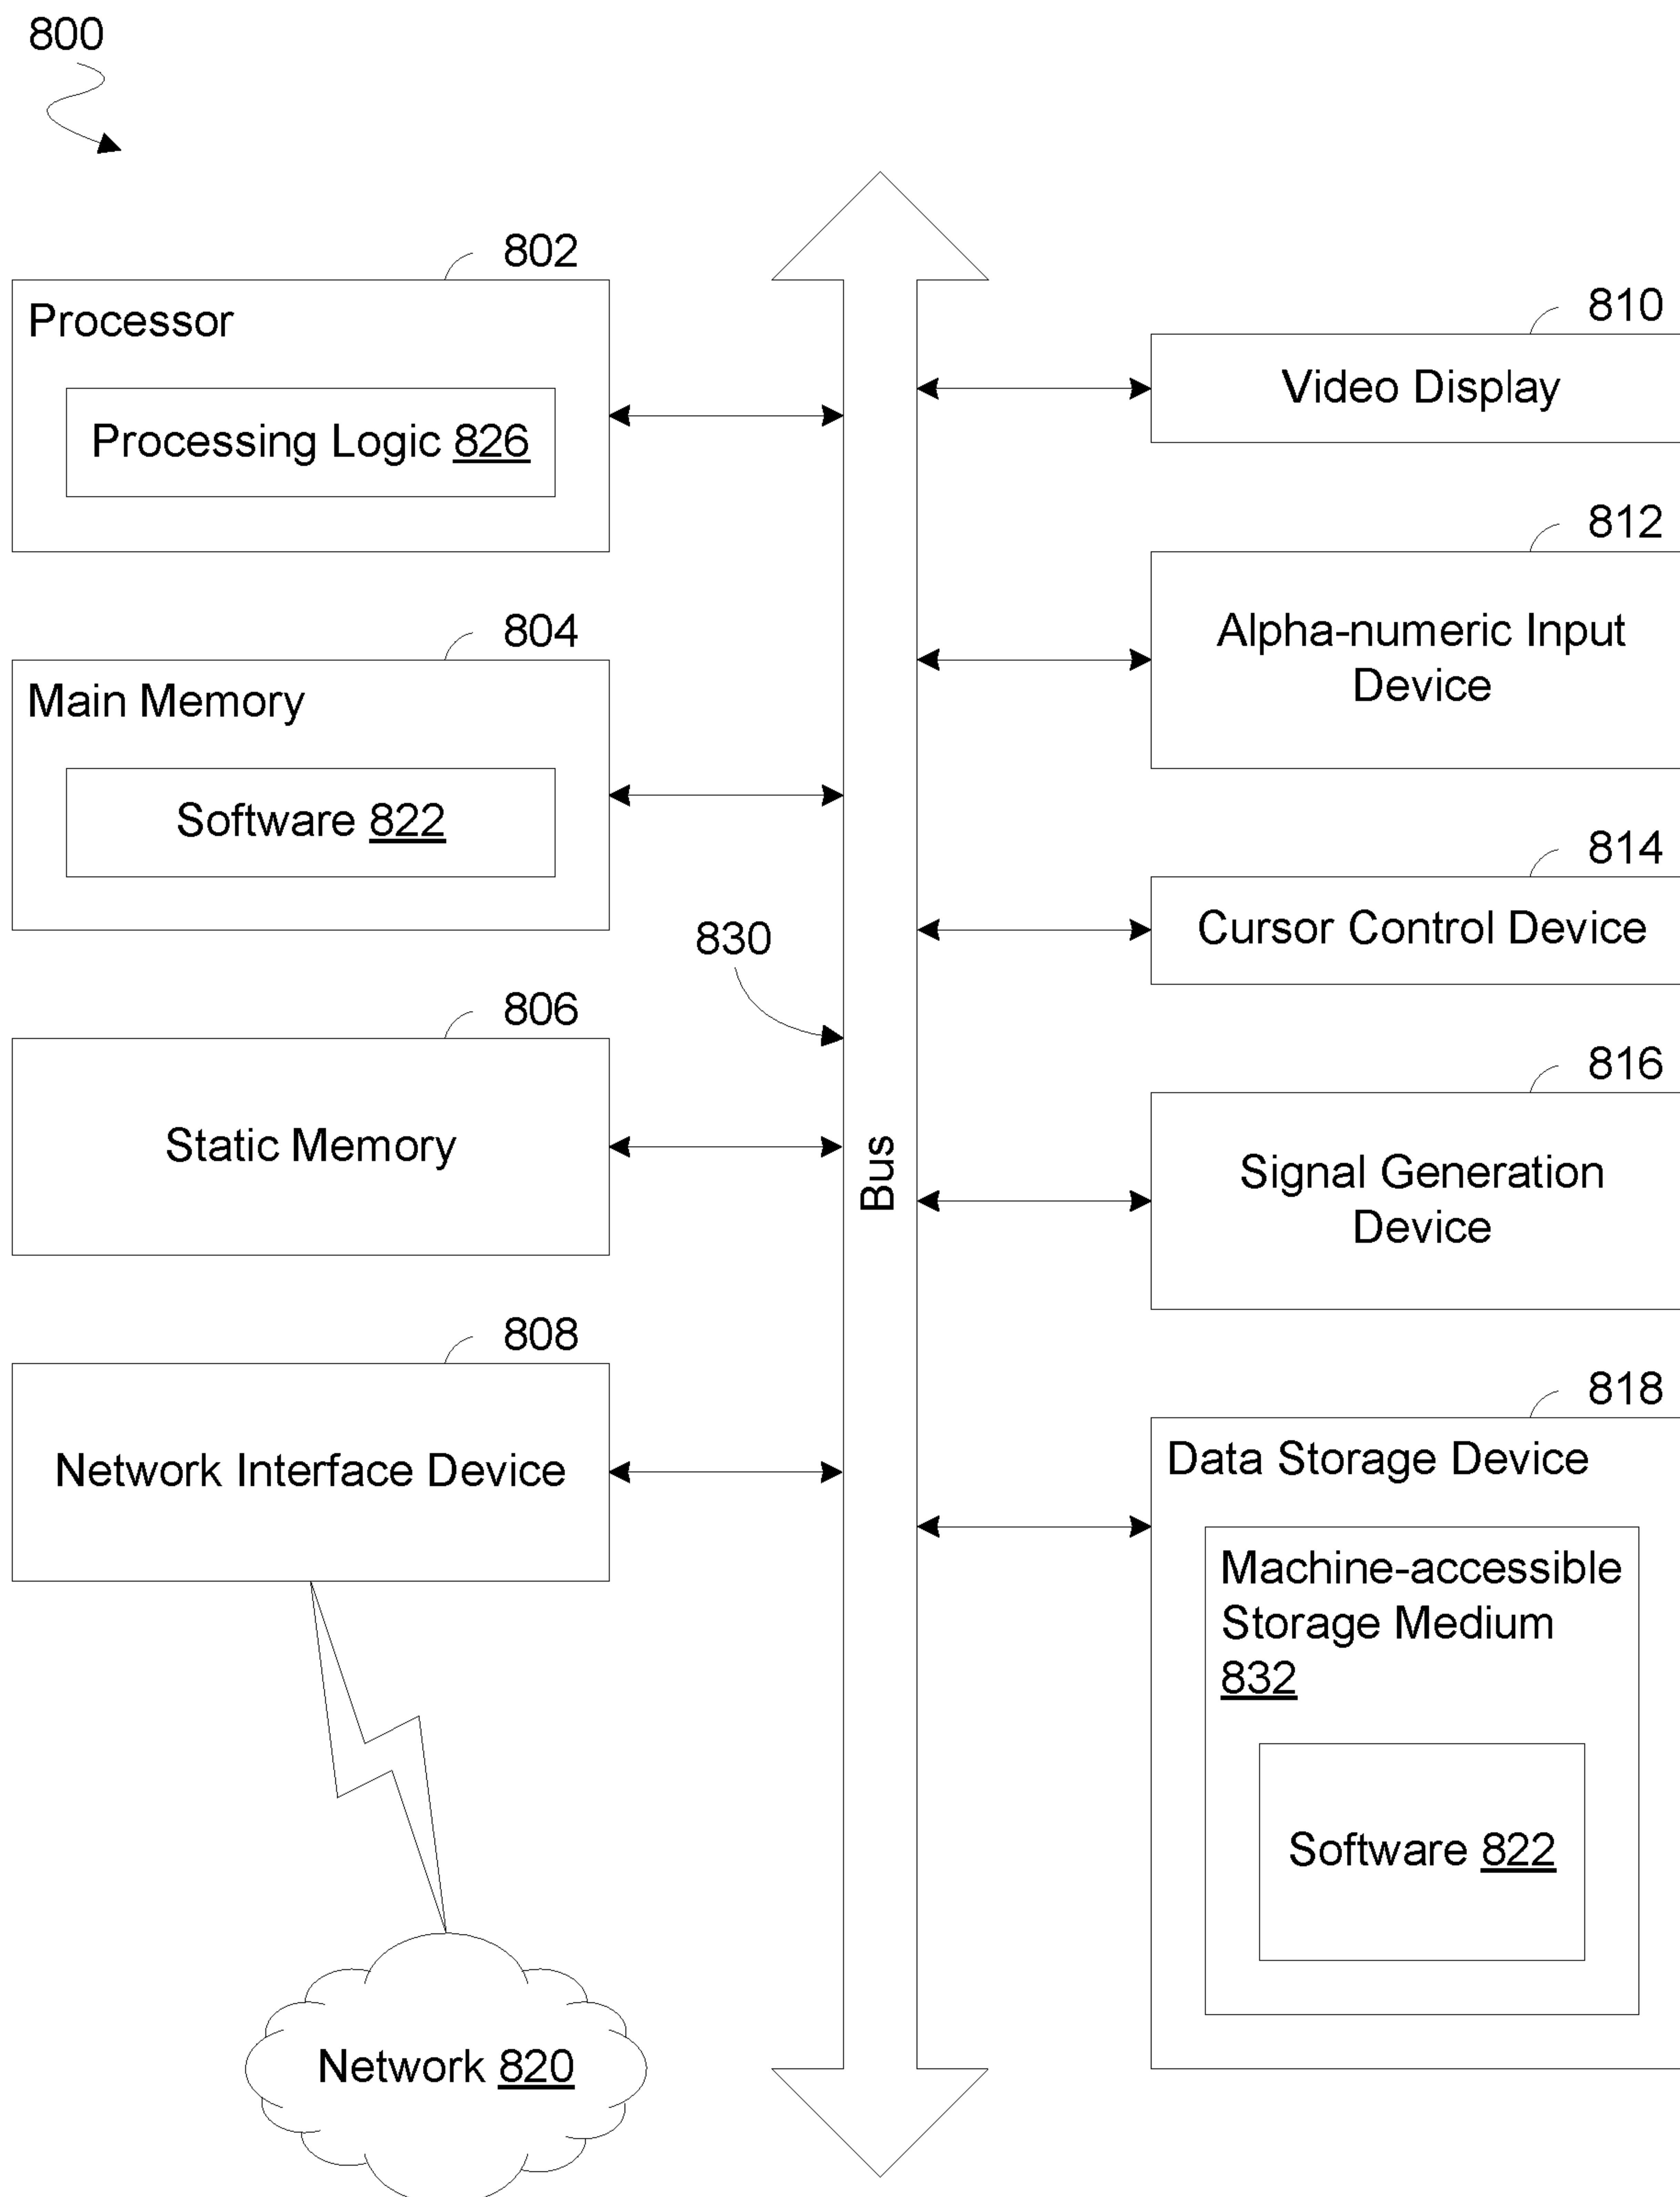 800
802
Processor
Processing Logic 826
804
Main Memory
Software 822
830
806
Static Memory
808
Network Interface Device
Network 820
Bus
810
Video Display
812
Alpha-numeric Input
Device
814
Cursor Control Device
816
Signal Generation
Device
818
Data Storage Device
Machine-accessible
Storage Medium
832
Software 822